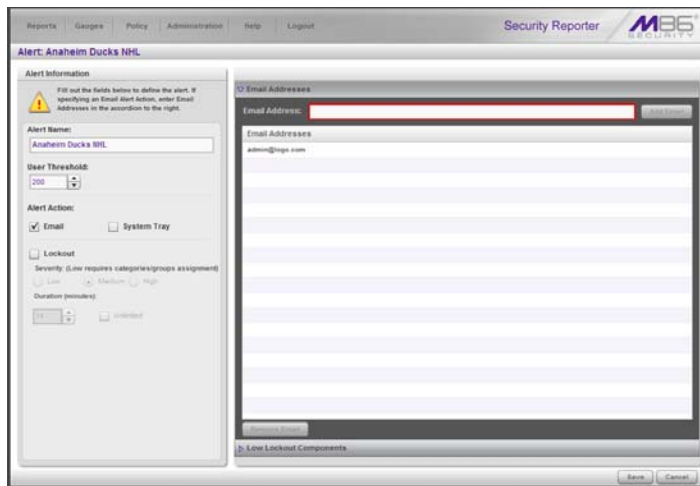 Reports Gauges Policy Administration Help Logout
Security Reporter
M86
SECURITY
Alert: Anaheim Ducks NHL
Alert Information
Fill out the fields below to define the alert. If
specifying an Email Alert Action, enter Email
Addresses in the accordion to the right.
Alert Name:
Anaheim Ducks NHL
User Threshold:
200
Alert Action:
Email System Tray
Lockout
Severity: (Low requires categories/groups assignment)
Low Medium High
Duration (minutes):
Unlimited
Email Addresses
Email Address:
Add Email
Email Addresses
admin@logo.com
Remove Email
Low Lockout Components
Save Cancel